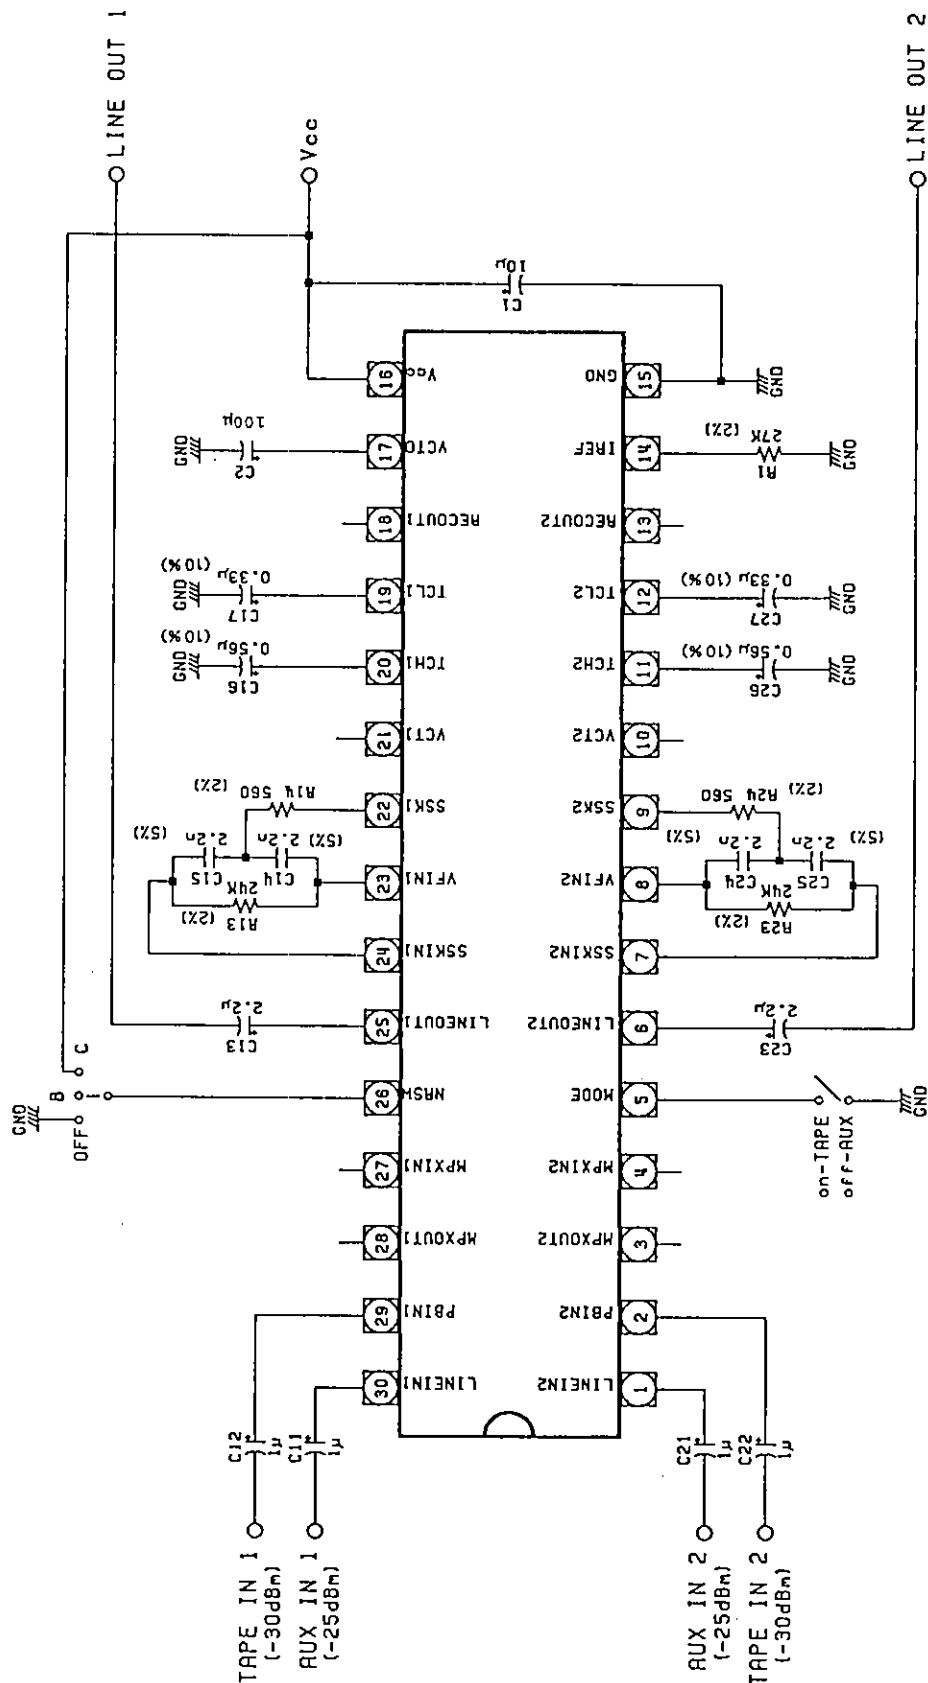 LINE OUT 1
Vcc
LINE OUT 2
10μ
C1
16
Vcc
GND
15
GND
GND
100μ
C2
17
VCTO
IREF
14
(2%)
27K
R1
GND
18
RECOUT1
RECOUT2
13
(10%)
GND
0.33μ
C17
19
TCL1
TCL2
12
0.33μ (10%)
C27
GND
(10%)
GND
0.56μ
C16
20
TCH1
TCH2
11
0.56μ (10%)
C26
GND
21
VCT1
VCT2
10
(2%)
R14 560
22
SSK1
SSK2
9
R24 560
(2%)
(5%)
2.2n
C15
2.2n
C14
(5%)
(2%)
24K
R13
23
VFIN1
VFIN2
8
(5%)
2.2n
C24
2.2n
C25
(5%)
(2%)
24K
R23
24
SSKIN1
SSKIN2
7
2.2μ
C13
25
LINEOUT1
LINEOUT2
6
2.2μ
C23
GND
OFF
B
C
26
NRSW
MODE
5
on-TAPE
off-AUX
GND
27
MPXIN1
MPXIN2
4
28
MPXOUT1
MPXOUT2
3
29
PBIN1
PBIN2
2
30
LINEIN1
LINEIN2
1
C12
1μ
C11
1μ
C21
1μ
C22
1μ
TAPE IN 1
(-30dBm)
AUX IN 1
(-25dBm)
AUX IN 2
(-25dBm)
TAPE IN 2
(-30dBm)